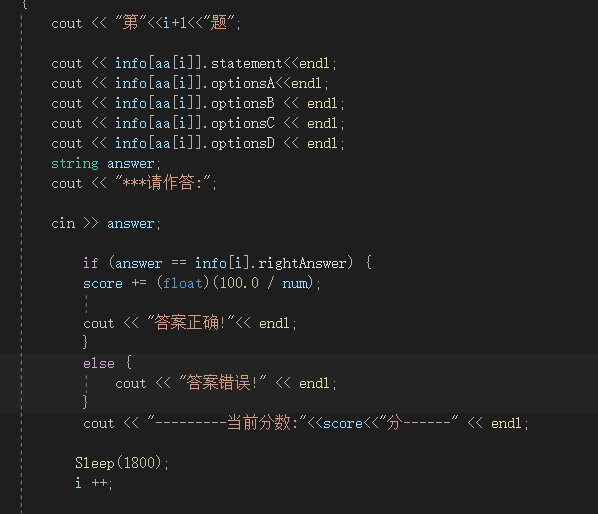 {
cout << "第"<<i+1<<"题";
cout << info[aa[i]].statement<<endl;
cout << info[aa[i]].optionsA<<endl;
cout << info[aa[i]].optionsB << endl;
cout << info[aa[i]].optionsC << endl;
cout << info[aa[i]].optionsD << endl;
string answer;
cout << "***请作答:";
cin >> answer;
if (answer == info[i].rightAnswer) {
score += (float)(100.0 / num);
cout << "答案正确!"<< endl;
}
else {
cout << "答案错误!" << endl;
}
cout << "---------当前分数:"<<score<<"分------" << endl;
Sleep(1800);
i ++;